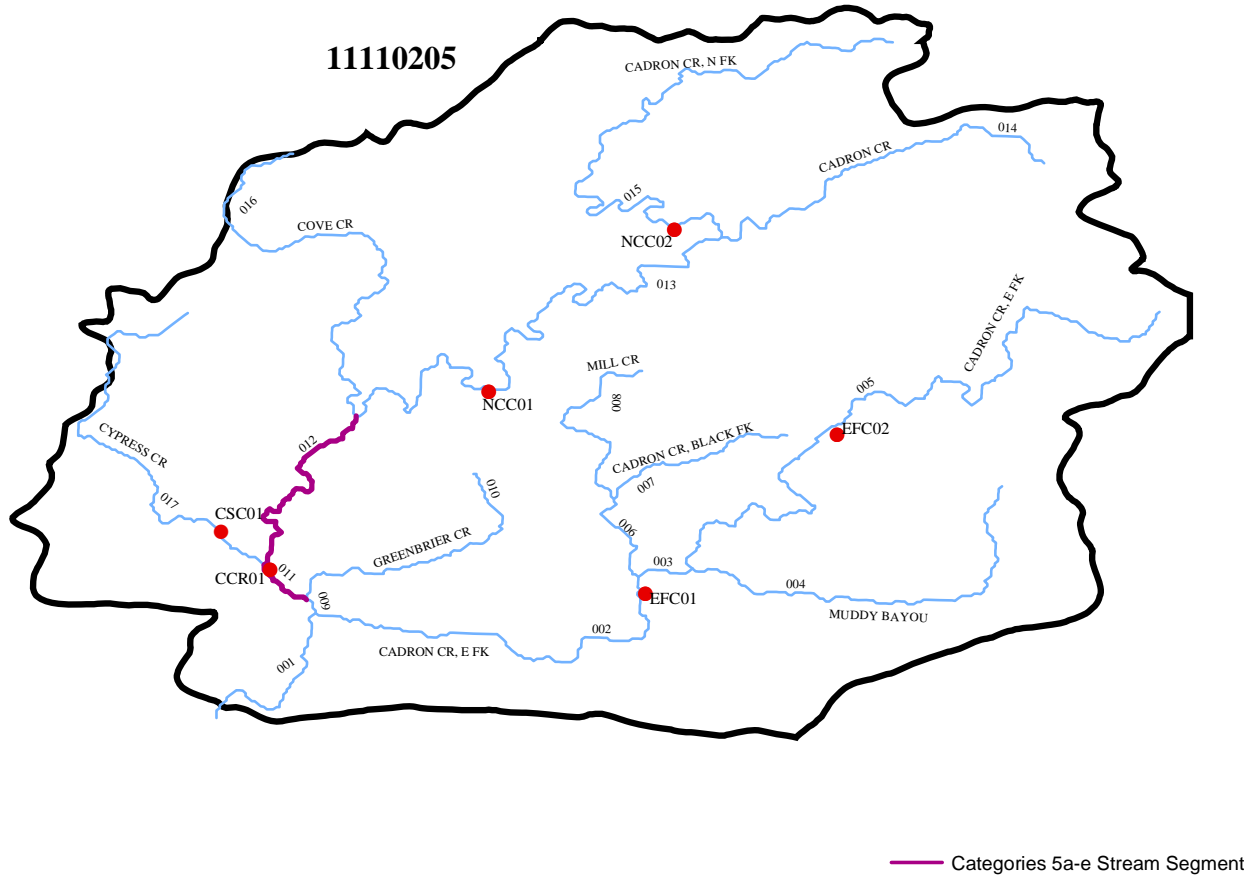 11110205
CADRON CR, N FK
014
CADRON CR
015
016
COVE CR
NCC02
013
CADRON CR, E FK
MILL CR
005
008
NCC01
EFC02
CYPRESS CR
012
CADRON CR, BLACK FK
007
010
017
CSC01
006
GREENBRIER CR
003
CCR01
011
004
009
EFC01
MUDDY BAYOU
002
CADRON CR, E FK
001
Categories 5a-e Stream Segment